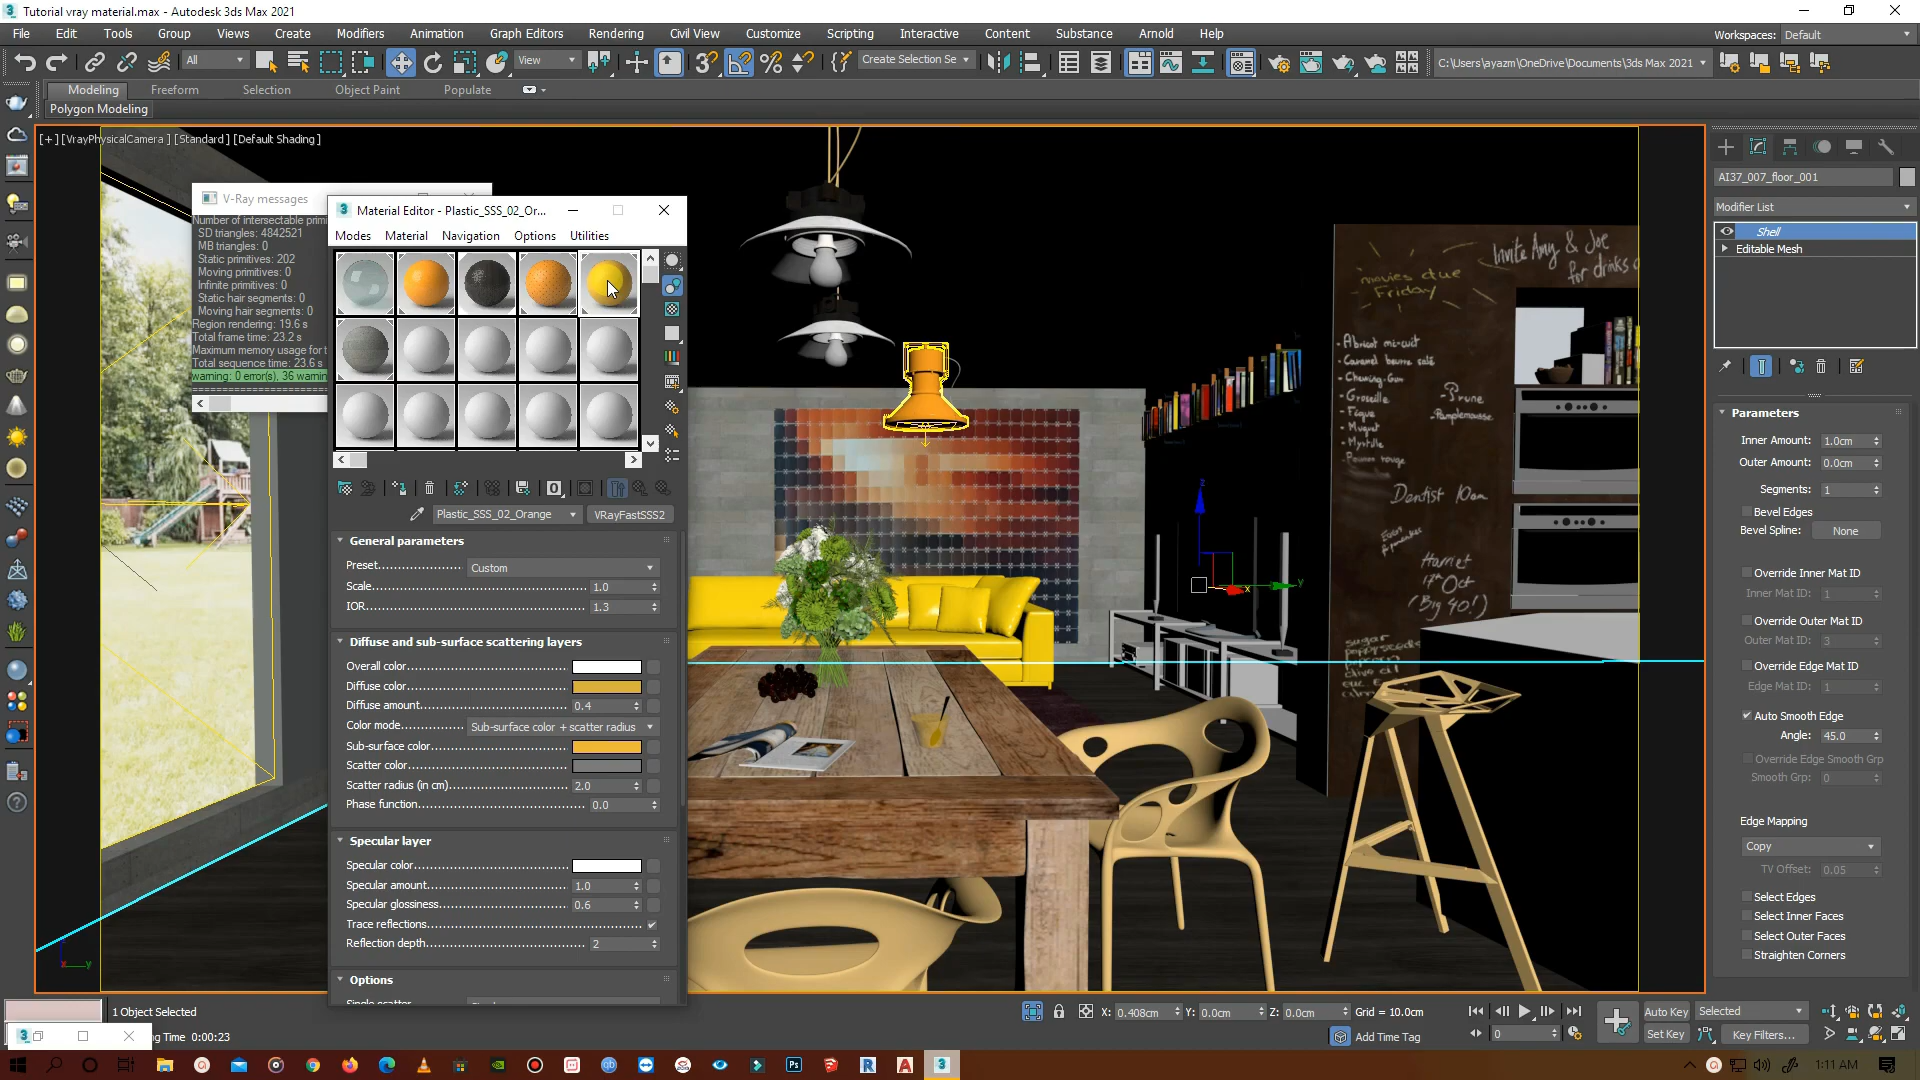 Tutorial vray material.max - Autodesk 3ds Max 2021
File Edit Tools Group Views Create Modifiers Animation Graph Editors Rendering Civil View Customize Scripting Interactive Content Substance Arnold Help
Workspaces: Default
All
View
Create Selection Se
C:\Users\ayazm\OneDrive\Documents\3ds Max 2021
Modeling Freeform Selection Object Paint Populate
Polygon Modeling
[+] [VrayPhysicalCamera ] [Standard ] [Default Shading ]
V-Ray messages
Number of intersectable primi
SD triangles: 4842521
MB triangles: 0
Static primitives: 202
Moving primitives: 0
Infinite primitives: 0
Static hair segments: 0
Moving hair segments: 0
Region rendering: 19.6 s
Total frame time: 23.2 s
Maximum memory usage for t
Total sequence time: 23.6 s
warning: 0 error(s), 36 warnin
Material Editor - Plastic_SSS_02_Or...
Modes Material Navigation Options Utilities
Plastic_SSS_02_Orange VRayFastSSS2
General parameters
Preset Custom
Scale 1.0
IOR 1.3
Diffuse and sub-surface scattering layers
Overall color
Diffuse color
Diffuse amount 0.4
Color mode Sub-surface color + scatter radius
Sub-surface color
Scatter color
Scatter radius (in cm) 2.0
Phase function 0.0
Specular layer
Specular color
Specular amount 1.0
Specular glossiness 0.6
Trace reflections
Reflection depth 2
Options
movies due
Friday
Invite Amy & Joe
for drinks
Abricot
Groseille
Figue
Muguet
Myrtille
Prune
Pamplemousse
Dentist 10am
Harriet
17th Oct
(Big 40!)
sugar
AI37_007_floor_001
Modifier List
Shell
Editable Mesh
Parameters
Inner Amount: 1.0cm
Outer Amount: 0.0cm
Segments: 1
Bevel Edges
Bevel Spline: None
Override Inner Mat ID
Inner Mat ID: 1
Override Outer Mat ID
Outer Mat ID: 3
Override Edge Mat ID
Edge Mat ID: 1
Auto Smooth Edge
Angle: 45.0
Override Edge Smooth Grp
Smooth Grp: 0
Edge Mapping
Copy
TV Offset: 0.05
Select Edges
Select Inner Faces
Select Outer Faces
Straighten Corners
1 Object Selected
ng Time 0:00:23
X: 0.408cm Y: 0.0cm Z: 0.0cm Grid = 10.0cm
Add Time Tag
0
Auto Key Selected
Set Key Key Filters...
1:11 AM